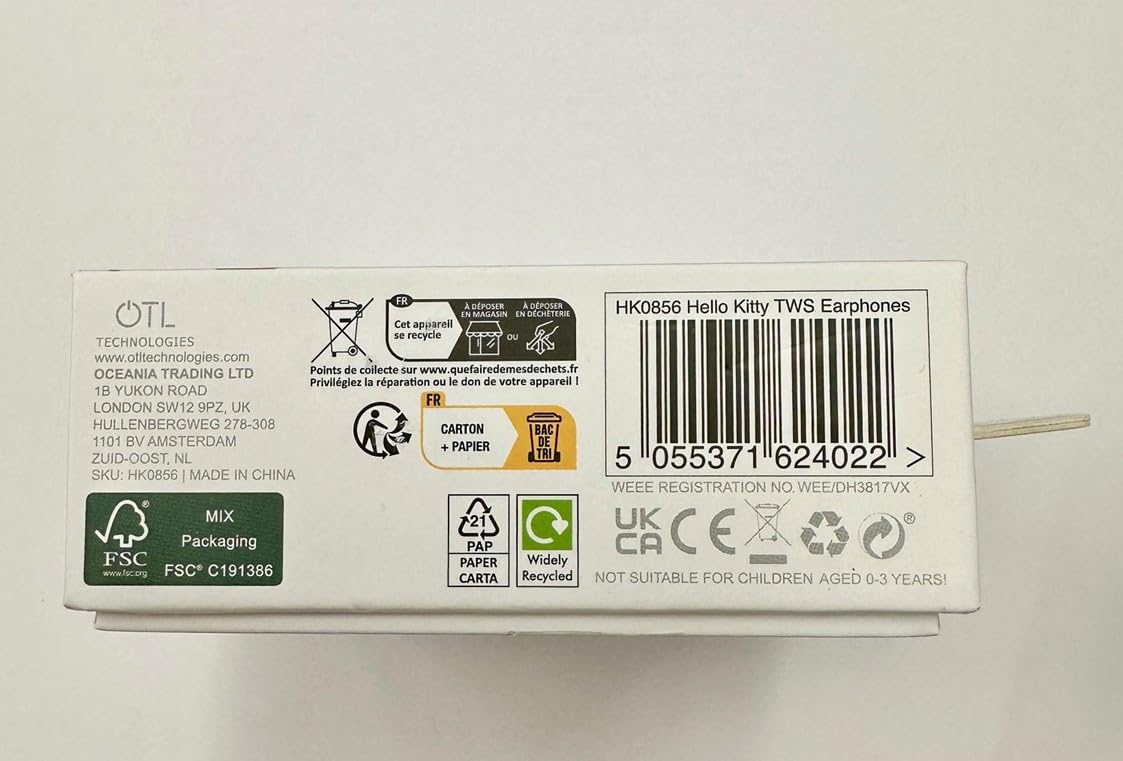 OTL
TECHNOLOGIES
www.otltechnologies.com
OCEANIA TRADING LTD
1B YUKON ROAD
LONDON SW12 9PZ, UK
HULLENBERGWEG 278-308
1101 BV AMSTERDAM
ZUID-OOST, NL
SKU: HK0856 | MADE IN CHINA
FSC®
www.fsc.org
MIX
Packaging
FSC® C191386
FR
Cet appareil
se recycle
À DÉPOSER
EN MAGASIN
OU
À DÉPOSER
EN DÉCHÈTERIE
Points de collecte sur www.quefairedemesdechets.fr
Privilégiez la réparation ou le don de votre appareil !
FR
CARTON
+ PAPIER
BAC
DE
TRI
21
PAP
PAPER
CARTA
Widely
Recycled
HK0856 Hello Kitty TWS Earphones
5 055371 624022 >
WEEE REGISTRATION NO. WEE/DH3817VX
UK
CA
CE
®
NOT SUITABLE FOR CHILDREN AGED 0-3 YEARS!